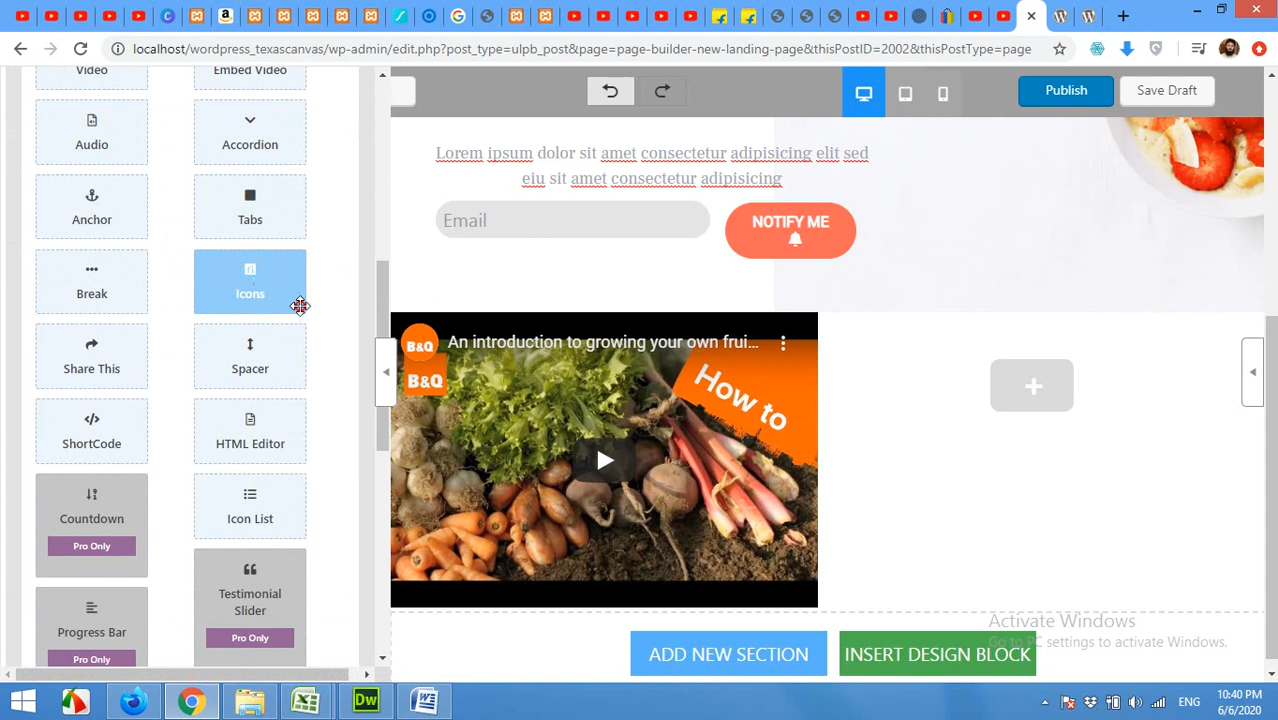 localhost/wordpress_texascanvas/wp-admin/edit.php?post_type=ulpb_post&page=page-builder-new-landing-page&thisPostID=2002&thisPostType=page
Publish
Save Draft
Video
Embed Video
Audio
Accordion
Anchor
Tabs
Break
Icons
Share This
Spacer
ShortCode
HTML Editor
Countdown
Pro Only
Icon List
Testimonial
Slider
Pro Only
Progress Bar
Pro Only
Lorem ipsum dolor sit amet consectetur adipisicing elit sed
eiu sit amet consectetur adipisicing
Email
NOTIFY ME
B&Q
An introduction to growing your own frui...
B&Q
How to
ADD NEW SECTION
INSERT DESIGN BLOCK
Activate Windows
Go to PC settings to activate Windows.
Dw
ENG
10:40 PM
6/6/2020